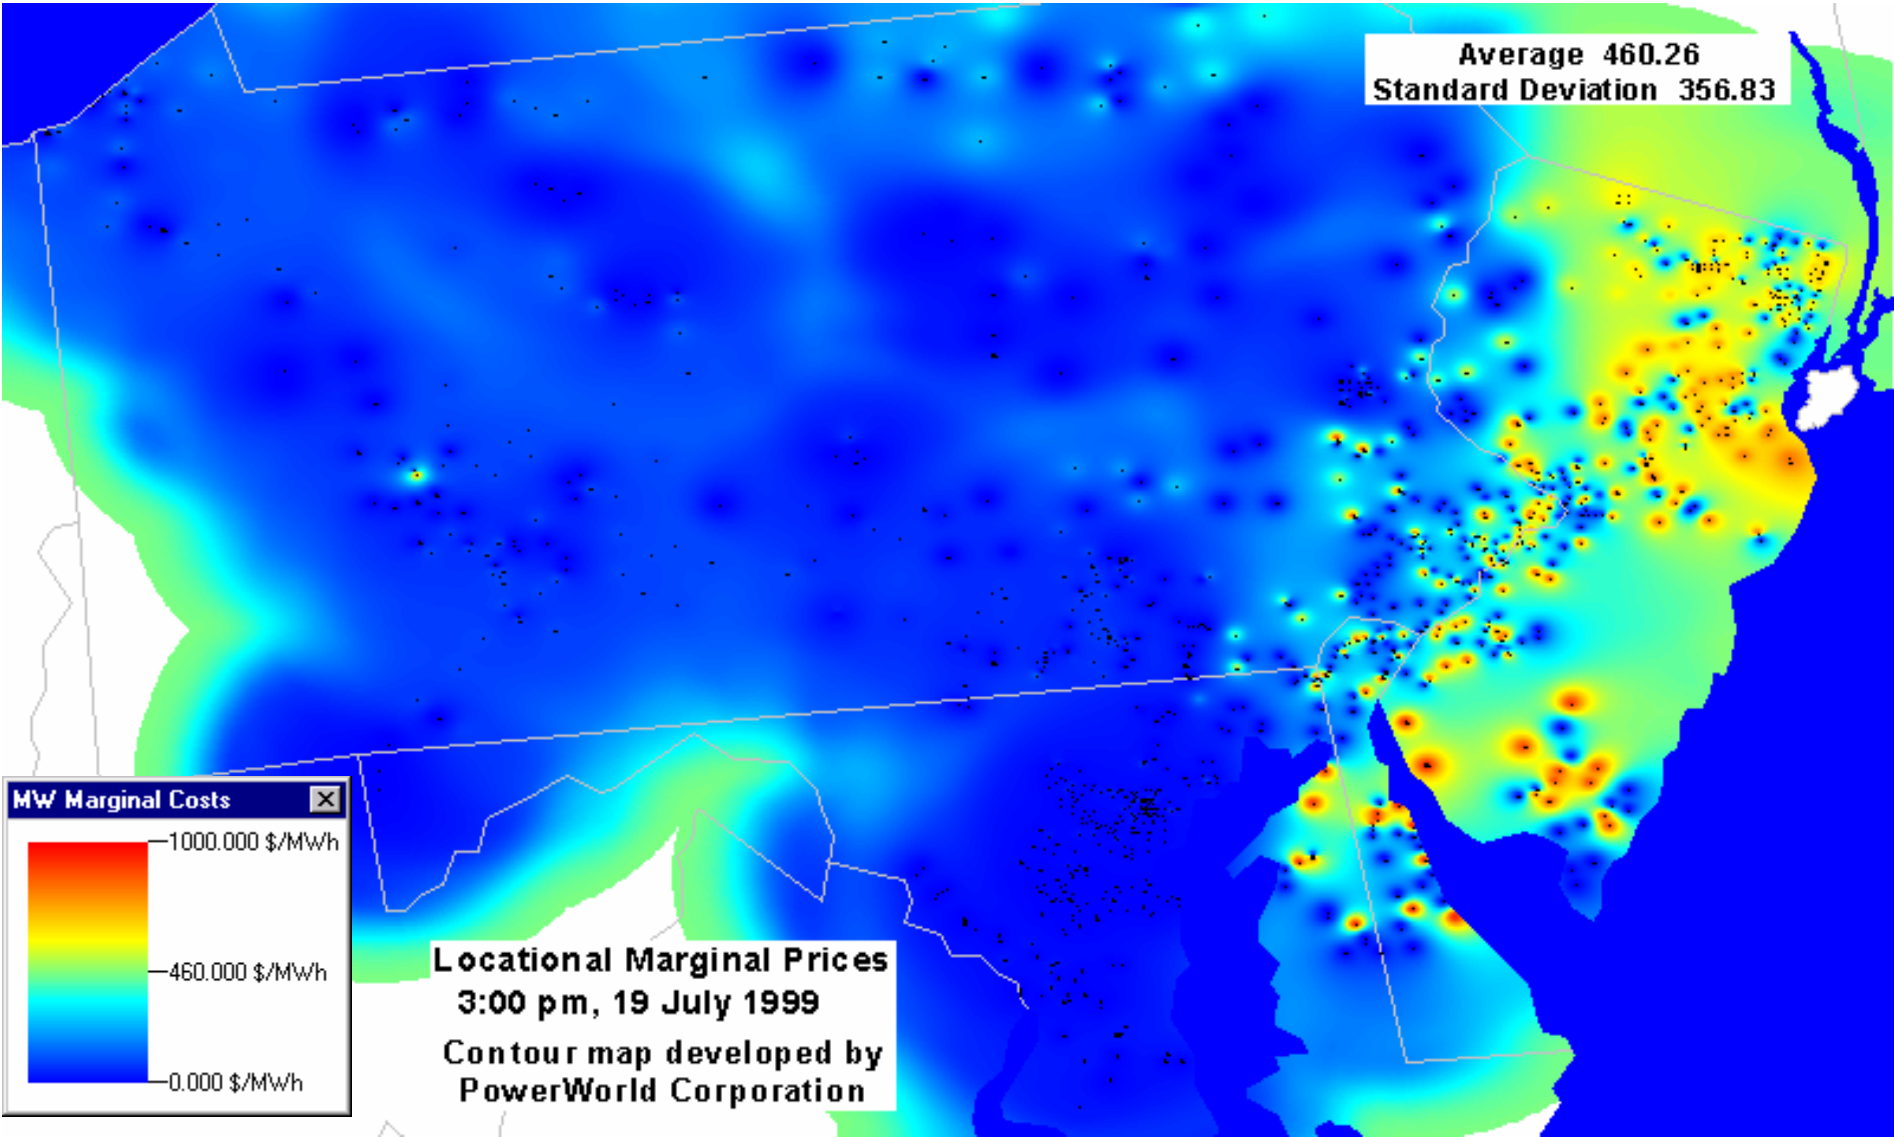 Average 460.26
Standard Deviation 356.83
MW Marginal Costs
1000.000 $/MWh
460.000 $/MWh
0.000 $/MWh
Locational Marginal Prices
3:00 pm, 19 July 1999
Contour map developed by
PowerWorld Corporation